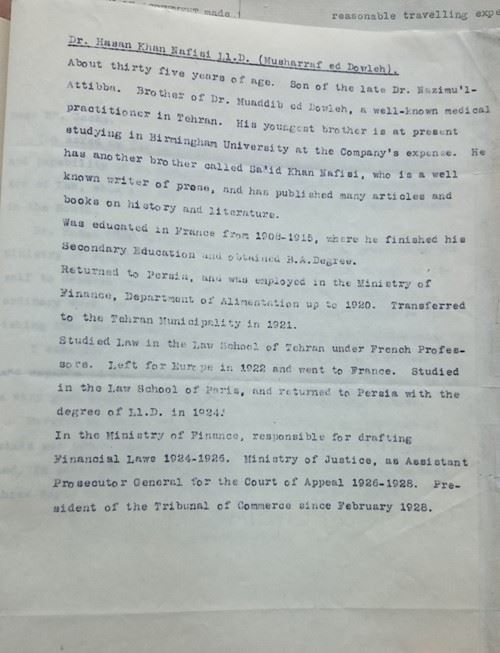 made
reasonable travelling expe
Dr. Hasan Khan Nafisi Ll.D. (Musharraf ed Dowleh).
About thirty five years of age. Son of the late Dr. Nazimu'l-
Attibba. Brother of Dr. Muaddib ed Dowleh, a well-known medical
practitioner in Tehran. His youngest brother is at present
studying in Birmingham University at the Company's expense. He
has another brother called Sa'id Khan Nafisi, who is a well
known writer of prose, and has published many articles and
books on history and literature.
Was educated in France from 1908-1915, where he finished his
Secondary Education and obtained B.A.Degree.
Returned to Persia, and was employed in the Ministry of
Finance, Department of Alimentation up to 1920. Transferred
to the Tehran Municipality in 1921.
Studied Law in the Law School of Tehran under French Profes-
sors. Left for Europe in 1922 and went to France. Studied
in the Law School of Paris, and returned to Persia with the
degree of Ll.D. in 1924.
In the Ministry of Finance, responsible for drafting
Financial Laws 1924-1926. Ministry of Justice, as Assistant
Prosecutor General for the Court of Appeal 1926-1928. Pre-
sident of the Tribunal of Commerce since February 1928.